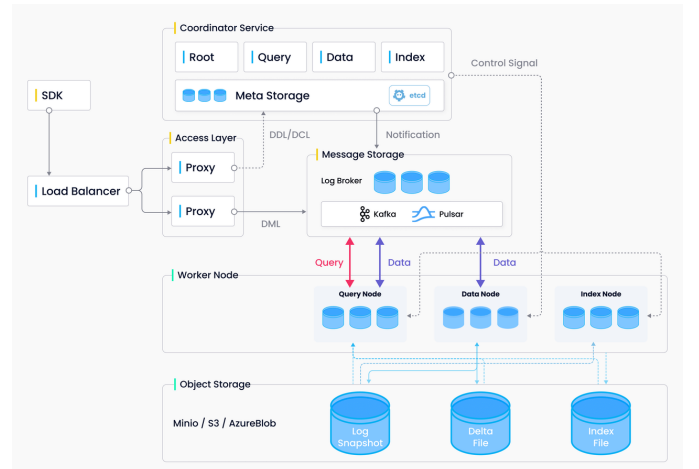 Coordinator Service
Root
Query
Data
Index
Control Signal
Meta Storage
etcd
SDK
DDL/DCL
Notification
Access Layer
Proxy
Message Storage
Log Broker
Load Balancer
Proxy
Kafka
Pulsar
DML
Query
Data
Data
Worker Node
Query Node
Data Node
Index Node
Object Storage
Minio / S3 / AzureBlob
Log
Snapshot
Delta
File
Index
File